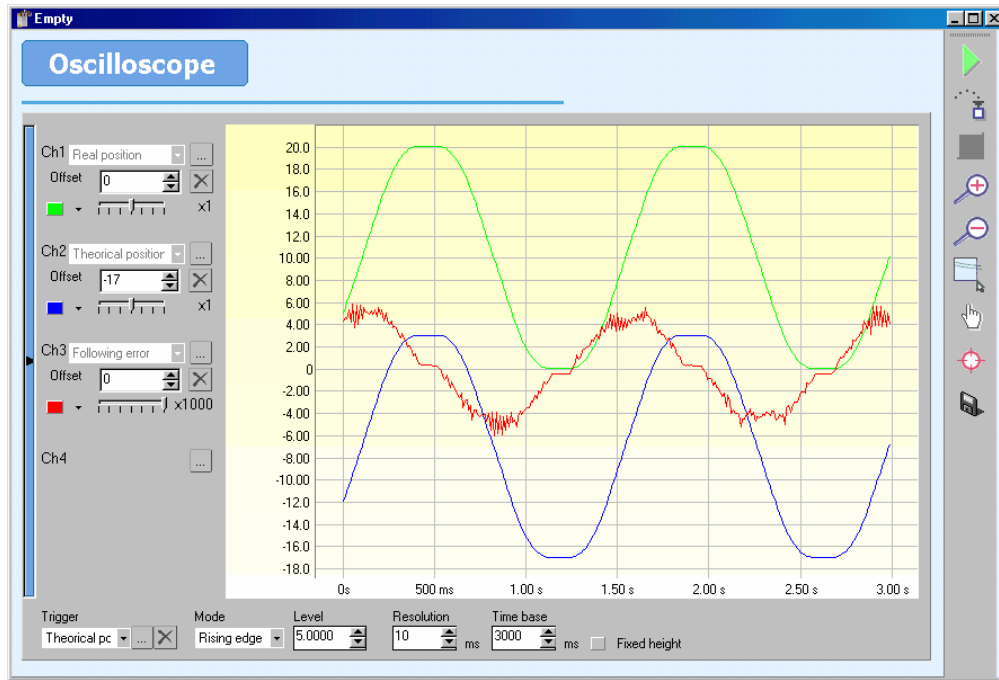 Empty
Oscilloscope
Ch1 Real position ...
Offset 0
x1
Ch2 Theorical position ...
Offset -17
x1
Ch3 Following error ...
Offset 0
x1000
Ch4 ...
20.0
18.0
16.0
14.0
12.0
10.00
8.00
6.00
4.00
2.00
0
-2.00
-4.00
-6.00
-8.00
-10.00
-12.0
-14.0
-16.0
-18.0
0s 500 ms 1.00 s 1.50 s 2.00 s 2.50 s 3.00 s
Trigger Mode Level Resolution Time base
Theorical pc ... Rising edge 5.0000 10 ms 3000 ms Fixed height